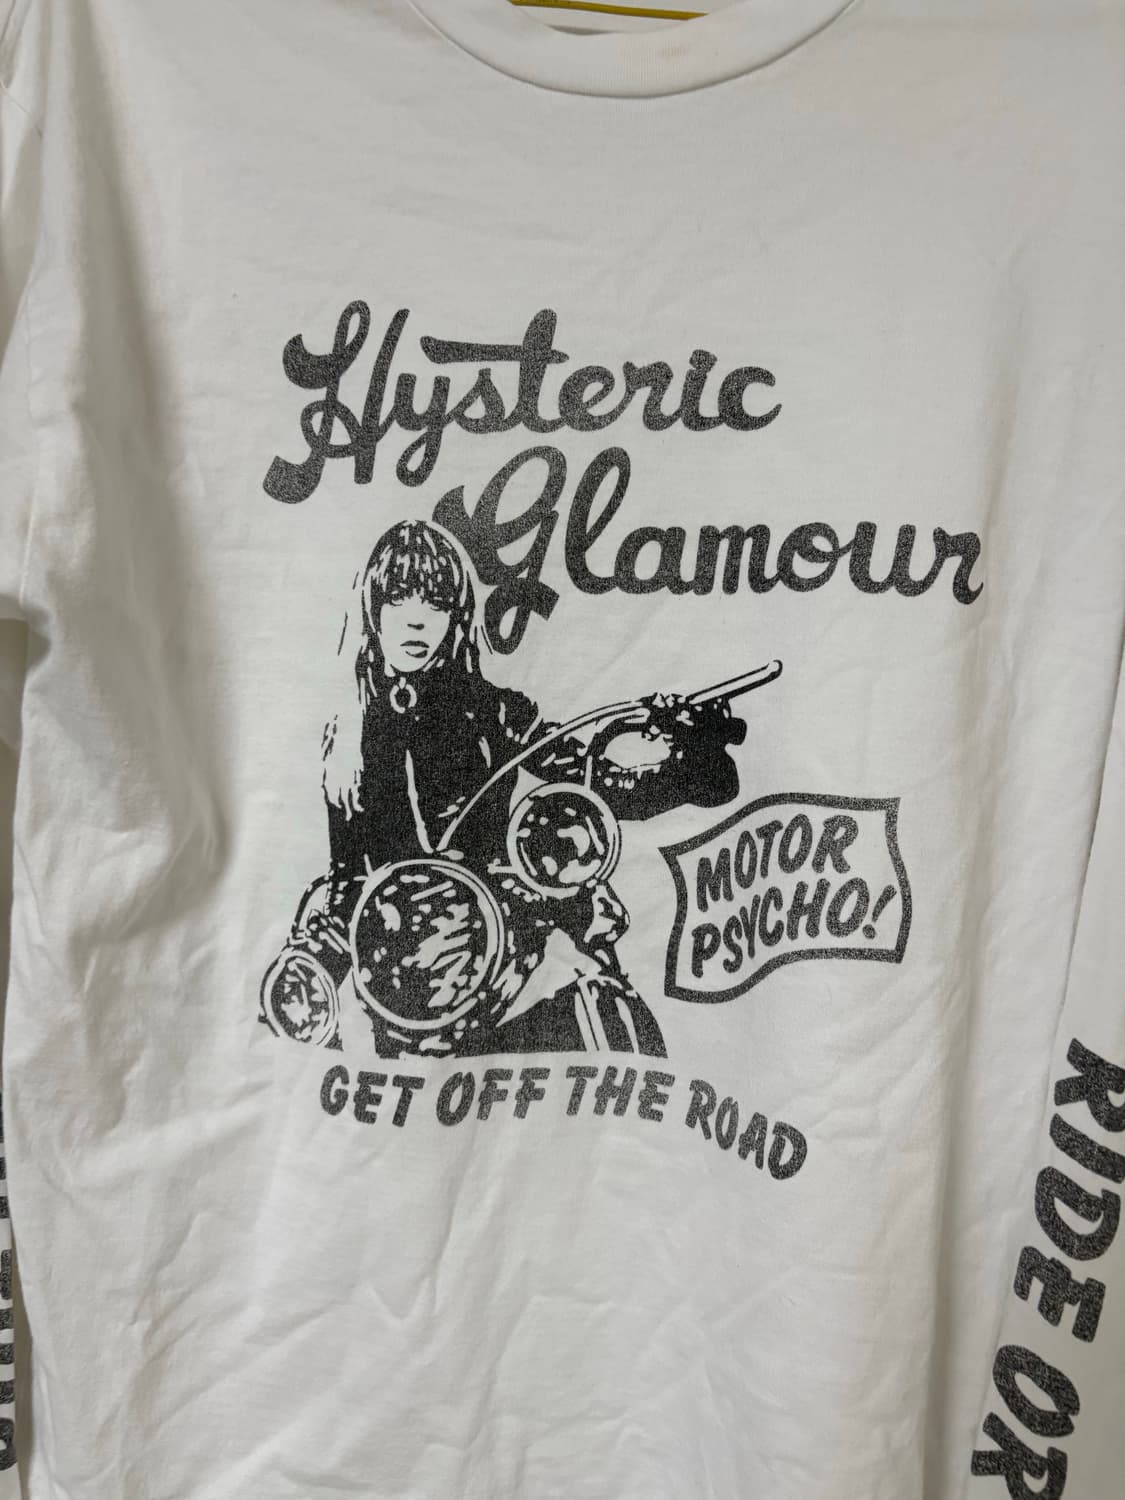 Hysteric
Glamour
MOTOR
PSYCHO!
GET OFF THE ROAD
RIDE OR